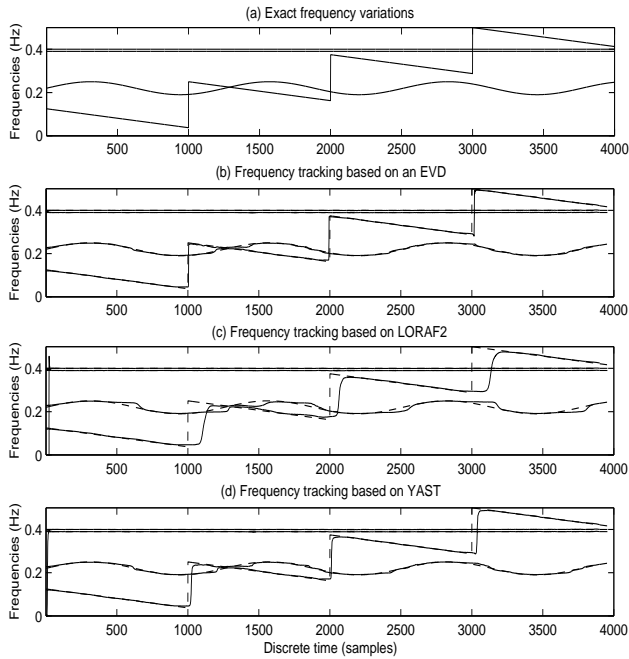 (a) Exact frequency variations
Frequencies (Hz)
0.4
0.2
0
500 1000 1500 2000 2500 3000 3500 4000
(b) Frequency tracking based on an EVD
Frequencies (Hz)
0.4
0.2
0
500 1000 1500 2000 2500 3000 3500 4000
(c) Frequency tracking based on LORAF2
Frequencies (Hz)
0.4
0.2
0
500 1000 1500 2000 2500 3000 3500 4000
(d) Frequency tracking based on YAST
Frequencies (Hz)
0.4
0.2
0
500 1000 1500 2000 2500 3000 3500 4000
Discrete time (samples)